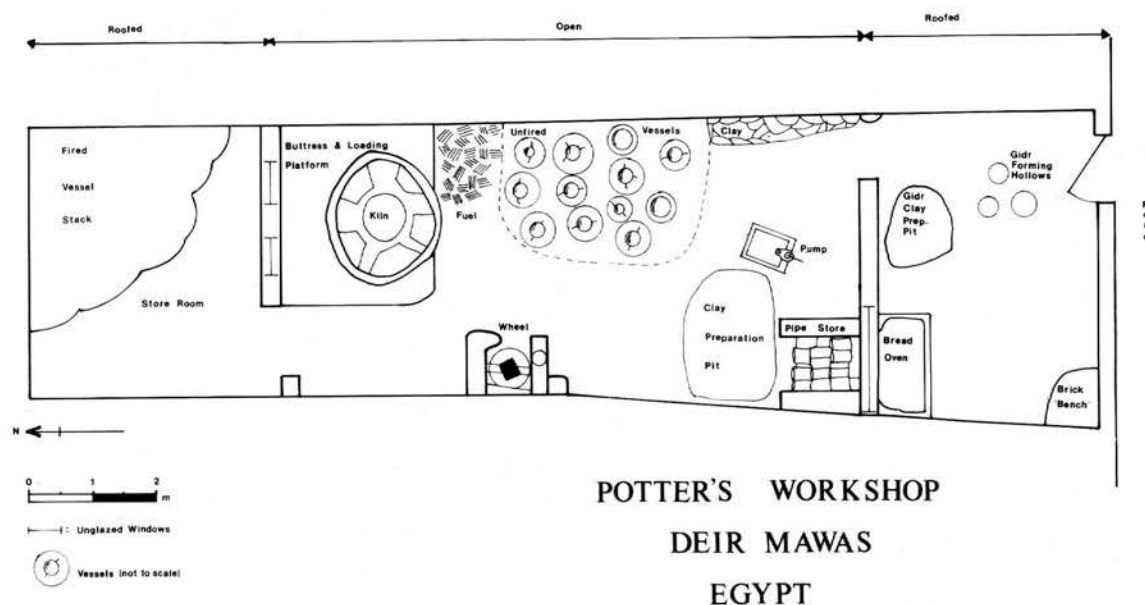 Roofed
Open
Roofed
Fired
Vessel
Stack
Store Room
Buttress & Loading
Platform
Kiln
Fuel
Unfired Vessels
Clay
Wheel
Pump
Clay
Preparation
Pit
Pipe Store
Gidr
Forming
Hollows
Gidr
Clay
Prep-
Pit
Bread
Oven
Brick
'Bench'
N
0 1 2
m
: Unglazed Windows
Vessels (not to scale)
POTTER'S WORKSHOP
DEIR MAWAS
EGYPT